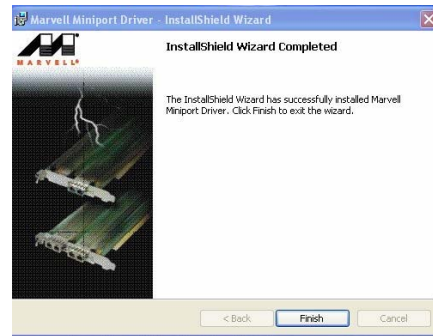 Marvell Miniport Driver - InstallShield Wizard
MARVELL
InstallShield Wizard Completed
The InstallShield Wizard has successfully installed Marvell
Miniport Driver. Click Finish to exit the wizard.
< Back
Finish
Cancel